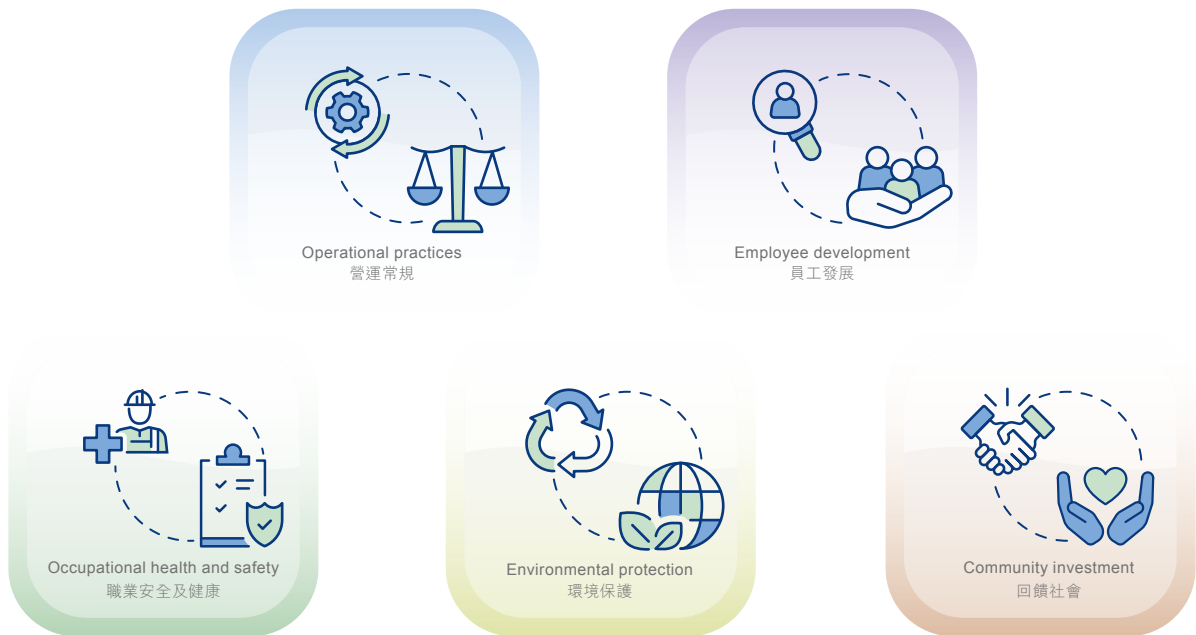 Operational practices
營運常規
Employee development
員工發展
Occupational health and safety
職業安全及健康
Environmental protection
環境保護
Community investment
回饋社會